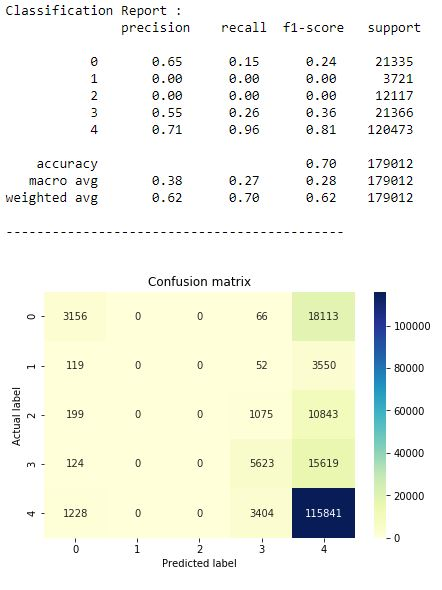 Classification Report :
precision recall f1-score support
0 0.65 0.15 0.24 21335
1 0.00 0.00 0.00 3721
2 0.00 0.00 0.00 12117
3 0.55 0.26 0.36 21366
4 0.71 0.96 0.81 120473
accuracy 0.70 179012
macro avg 0.38 0.27 0.28 179012
weighted avg 0.62 0.70 0.62 179012
--------------------------------------------
Confusion matrix
0 3156 0 0 66 18113
1 119 0 0 52 3550
2 199 0 0 1075 10843
3 124 0 0 5623 15619
4 1228 0 0 3404 115841
0 1 2 3 4
Predicted label
Actual label
100000
80000
60000
40000
20000
0